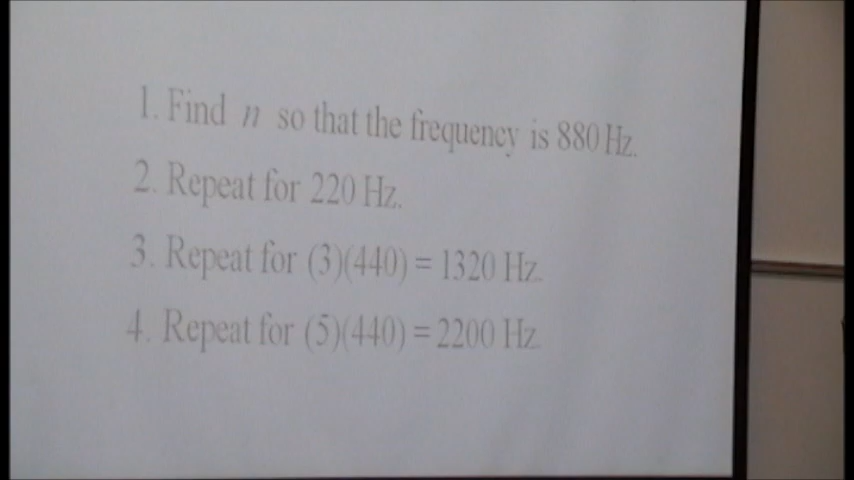 1. Find n so that the frequency is 880 Hz.
2. Repeat for 220 Hz.
3. Repeat for (3)(440) = 1320 Hz.
4. Repeat for (5)(440) = 2200 Hz.